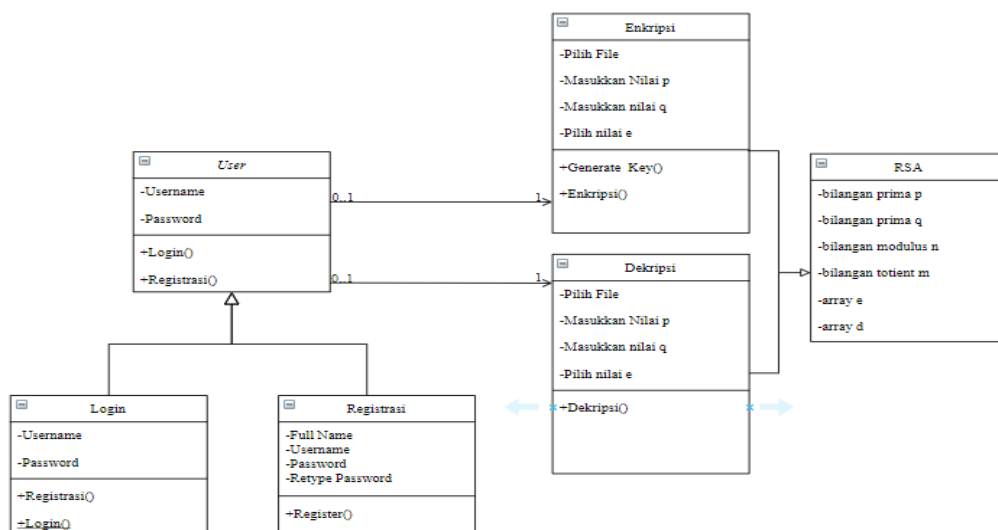 Enkripsi
-Pilih File
-Masukkan Nilai p
-Masukkan nilai q
-Pilih nilai e
+Generate Key()
+Enkripsi()
User
-Username
-Password
+Login()
+Registrasi()
0..1
1
0..1
1
RSA
-bilangan prima p
-bilangan prima q
-bilangan modulus n
-bilangan totient m
-array e
-array d
Dekripsi
-Pilih File
-Masukkan Nilai p
-Masukkan nilai q
-Pilih nilai e
+Dekripsi()
Login
-Username
-Password
+Registrasi()
+Login()
Registrasi
-Full Name
-Username
-Password
-Retype Password
+Register()